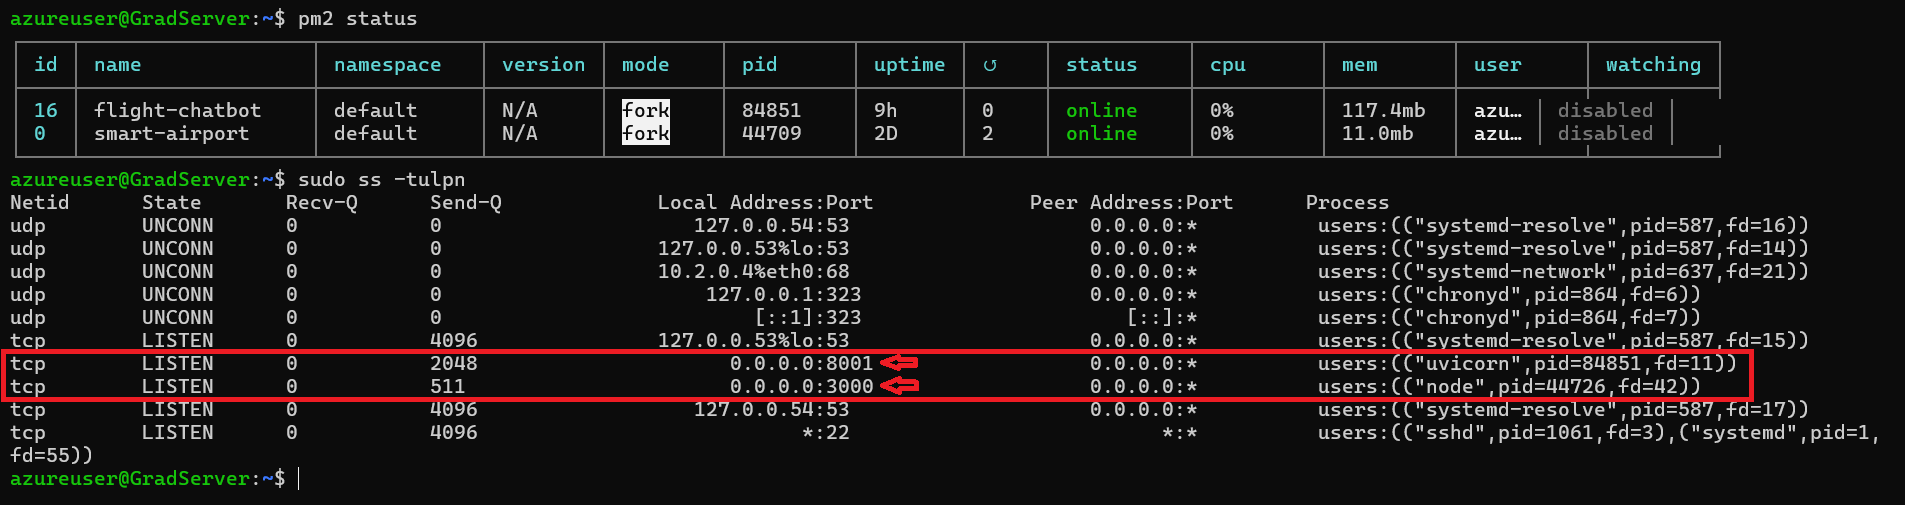 azureuser@GradServer:~$ pm2 status
id name namespace version mode pid uptime ↺ status cpu mem user watching
16 flight-chatbot default N/A fork 84851 9h 0 online 0% 117.4mb azu… disabled
0 smart-airport default N/A fork 44709 2D 2 online 0% 11.0mb azu… disabled
azureuser@GradServer:~$ sudo ss -tulpn
Netid State Recv-Q Send-Q Local Address:Port Peer Address:Port Process
udp UNCONN 0 0 127.0.0.54:53 0.0.0.0:* users:(("systemd-resolve",pid=587,fd=16))
udp UNCONN 0 0 127.0.0.53%lo:53 0.0.0.0:* users:(("systemd-resolve",pid=587,fd=14))
udp UNCONN 0 0 10.2.0.4%eth0:68 0.0.0.0:* users:(("systemd-network",pid=637,fd=21))
udp UNCONN 0 0 127.0.0.1:323 0.0.0.0:* users:(("chronyd",pid=864,fd=6))
udp UNCONN 0 0 [::1]:323 [::]:* users:(("chronyd",pid=864,fd=7))
tcp LISTEN 0 4096 127.0.0.53%lo:53 0.0.0.0:* users:(("systemd-resolve",pid=587,fd=15))
tcp LISTEN 0 2048 0.0.0.0:8001 0.0.0.0:* users:(("uvicorn",pid=84851,fd=11))
tcp LISTEN 0 511 0.0.0.0:3000 0.0.0.0:* users:(("node",pid=44726,fd=42))
tcp LISTEN 0 4096 127.0.0.54:53 0.0.0.0:* users:(("systemd-resolve",pid=587,fd=17))
tcp LISTEN 0 4096 *:22 *:* users:(("sshd",pid=1061,fd=3),("systemd",pid=1,
fd=55))
azureuser@GradServer:~$